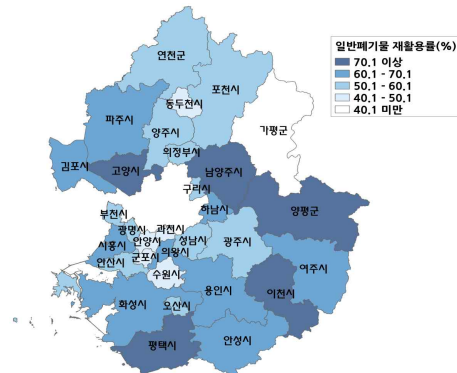 일반폐기물 재활용률(%)
70.1 이상
60.1 - 70.1
50.1 - 60.1
40.1 - 50.1
40.1 미만
연천군
포천시
동두천시
파주시
양주시
가평군
의정부시
김포시
고양시
남양주시
구리시
양평군
부천시
하남시
광명시
과천시
시흥시
안양시
성남시
광주시
안산시
군포시
의왕시
여주시
수원시
용인시
이천시
화성시
오산시
평택시
안성시